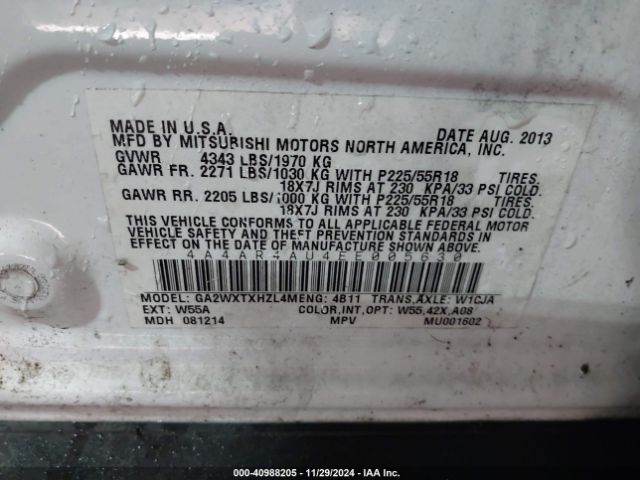 MADE IN U.S.A. DATE AUG. 2013
MFD BY MITSUBISHI MOTORS NORTH AMERICA, INC.
GVWR 4343 LBS/1970 KG
GAWR FR. 2271 LBS/1030 KG WITH P225/55R18 TIRES.
18X7J RIMS AT 230 KPA/33 PSI COLD.
GAWR RR. 2205 LBS/1000 KG WITH P225/55R18 TIRES.
18X7J RIMS AT 230 KPA/33 PSI COLD.
THIS VEHICLE CONFORMS TO ALL APPLICABLE FEDERAL MOTOR
VEHICLE SAFETY AND THEFT PREVENTION STANDARDS IN
EFFECT ON THE DATE OF MANUFACTURE SHOWN ABOVE.
4A4AR4AU4EE005630
MODEL: GA2WXTXHZL4MENG: 4B11 TRANS,AXLE: W1CJA
EXT: W55A COLOR,INT,OPT: W55,42X,A08
MDH 081214 MPV MU001602
000-40988205 - 11/29/2024 - IAA Inc.